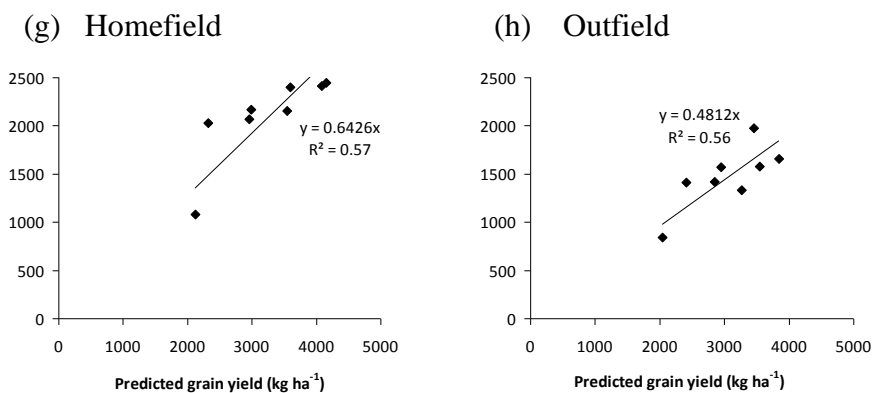 (g) Homefield
2500
2000
1500
1000
500
0
y = 0.6426x
R² = 0.57
0 1000 2000 3000 4000 5000
Predicted grain yield (kg ha⁻¹)
(h) Outfield
2500
2000
1500
1000
500
0
y = 0.4812x
R² = 0.56
0 1000 2000 3000 4000 5000
Predicted grain yield (kg ha⁻¹)